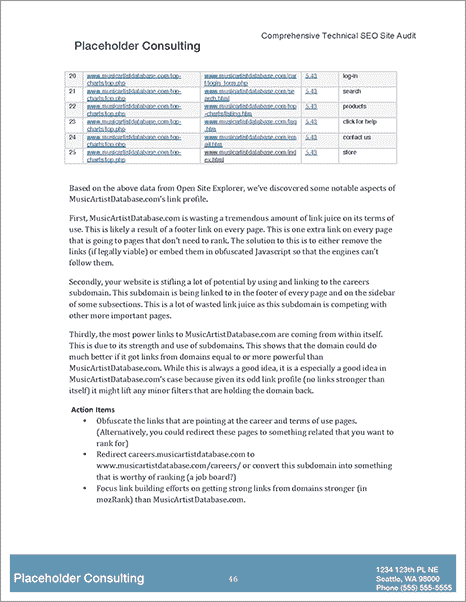 Comprehensive Technical SEO Site Audit
Placeholder Consulting
20 www.musicartistdatabase.com/top- www.musicartistdatabase.com/car 5.43 log-in
charts/top.php t/login_form.php
21 www.musicartistdatabase.com/top- www.musicartistdatabase.com/se 5.43 search
charts/top.php arch.html
22 www.musicartistdatabase.com/top- www.musicartistdatabase.com/top 5.43 products
charts/top.php -charts/listing.htm
23 www.musicartistdatabase.com/top- www.musicartistdatabase.com/faq 5.43 click for help
charts/top.php .htm
24 www.musicartistdatabase.com/top- www.musicartistdatabase.com/em 5.43 contact us
charts/top.php ail.htm
25 www.musicartistdatabase.com/top- www.musicartistdatabase.com/ind 5.43 store
charts/top.php ex.html
Based on the above data from Open Site Explorer, we've discovered some notable aspects of
MusicArtistDatabase.com's link profile.
First, MusicArtistDatabase.com is wasting a tremendous amount of link juice on its terms of
use. This is likely a result of a footer link on every page. This is one extra link on every page
that is going to pages that don't need to rank. The solution to this is to either remove the
links (if legally viable) or embed them in obfuscated Javascript so that the engines can't
follow them.
Secondly, your website is stifling a lot of potential by using and linking to the careers
subdomain. This subdomain is being linked to in the footer of every page and on the sidebar
of some subsections. This is a lot of wasted link juice as this subdomain is competing with
other more important pages.
Thirdly, the most power links to MusicArtistDatabase.com are coming from within itself.
This is due to its strength and use of subdomains. This shows that the domain could do
much better if it got links from domains equal to or more powerful than
MusicArtistDatabase.com. While this is always a good idea, it is a especially a good idea in
MusicArtistDatabase.com's case because given its odd link profile (no links stronger than
itself) it might lift any minor filters that are holding the domain back.
Action Items
• Obfuscate the links that are pointing at the career and terms of use pages.
(Alternatively, you could redirect these pages to something related that you want to
rank for)
• Redirect careers.musicartistdatabase.com to
www.musicartistdatabase.com/careers/ or convert this subdomain into something
that is worthy of ranking (a job board?)
• Focus link building efforts on getting strong links from domains stronger (in
mozRank) than MusicArtistDatabase.com.
Placeholder Consulting
46
1234 123th PL NE
Seattle, WA 98000
Phone (555) 555-5555